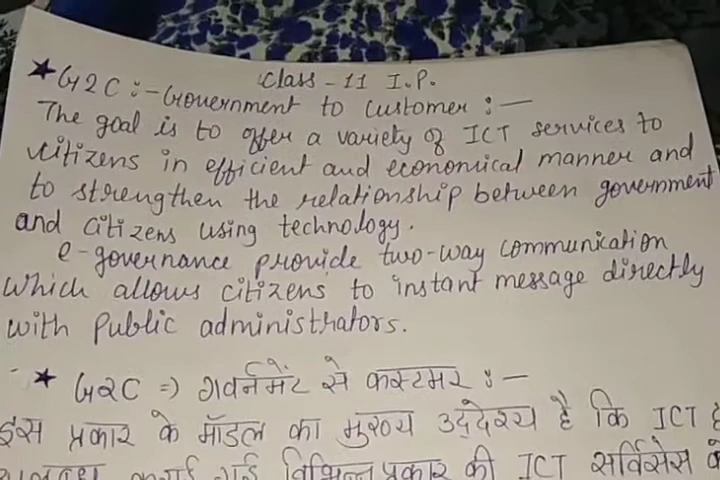 Class - 11 I.P.
★ G2C :- Government to Customer : —
The goal is to offer a variety of ICT services to
citizens in efficient and economical manner and
to strengthen the relationship between government
and citizens using technology.
e-governance provide two-way communication
which allows citizens to instant message directly
with public administrators.
★ G2C => गवर्नमेंट से कस्टमर : —
इस प्रकार के मॉडल का मुख्य उद्देश्य है कि ICT
विभिन्न प्रकार की ICT सर्विसेस